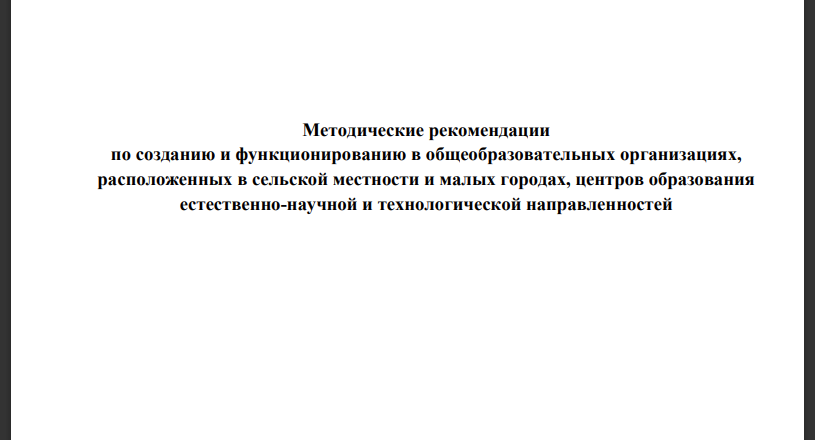 Методические рекомендации
по созданию и функционированию в общеобразовательных организациях,
расположенных в сельской местности и малых городах, центров образования
естественно-научной и технологической направленностей